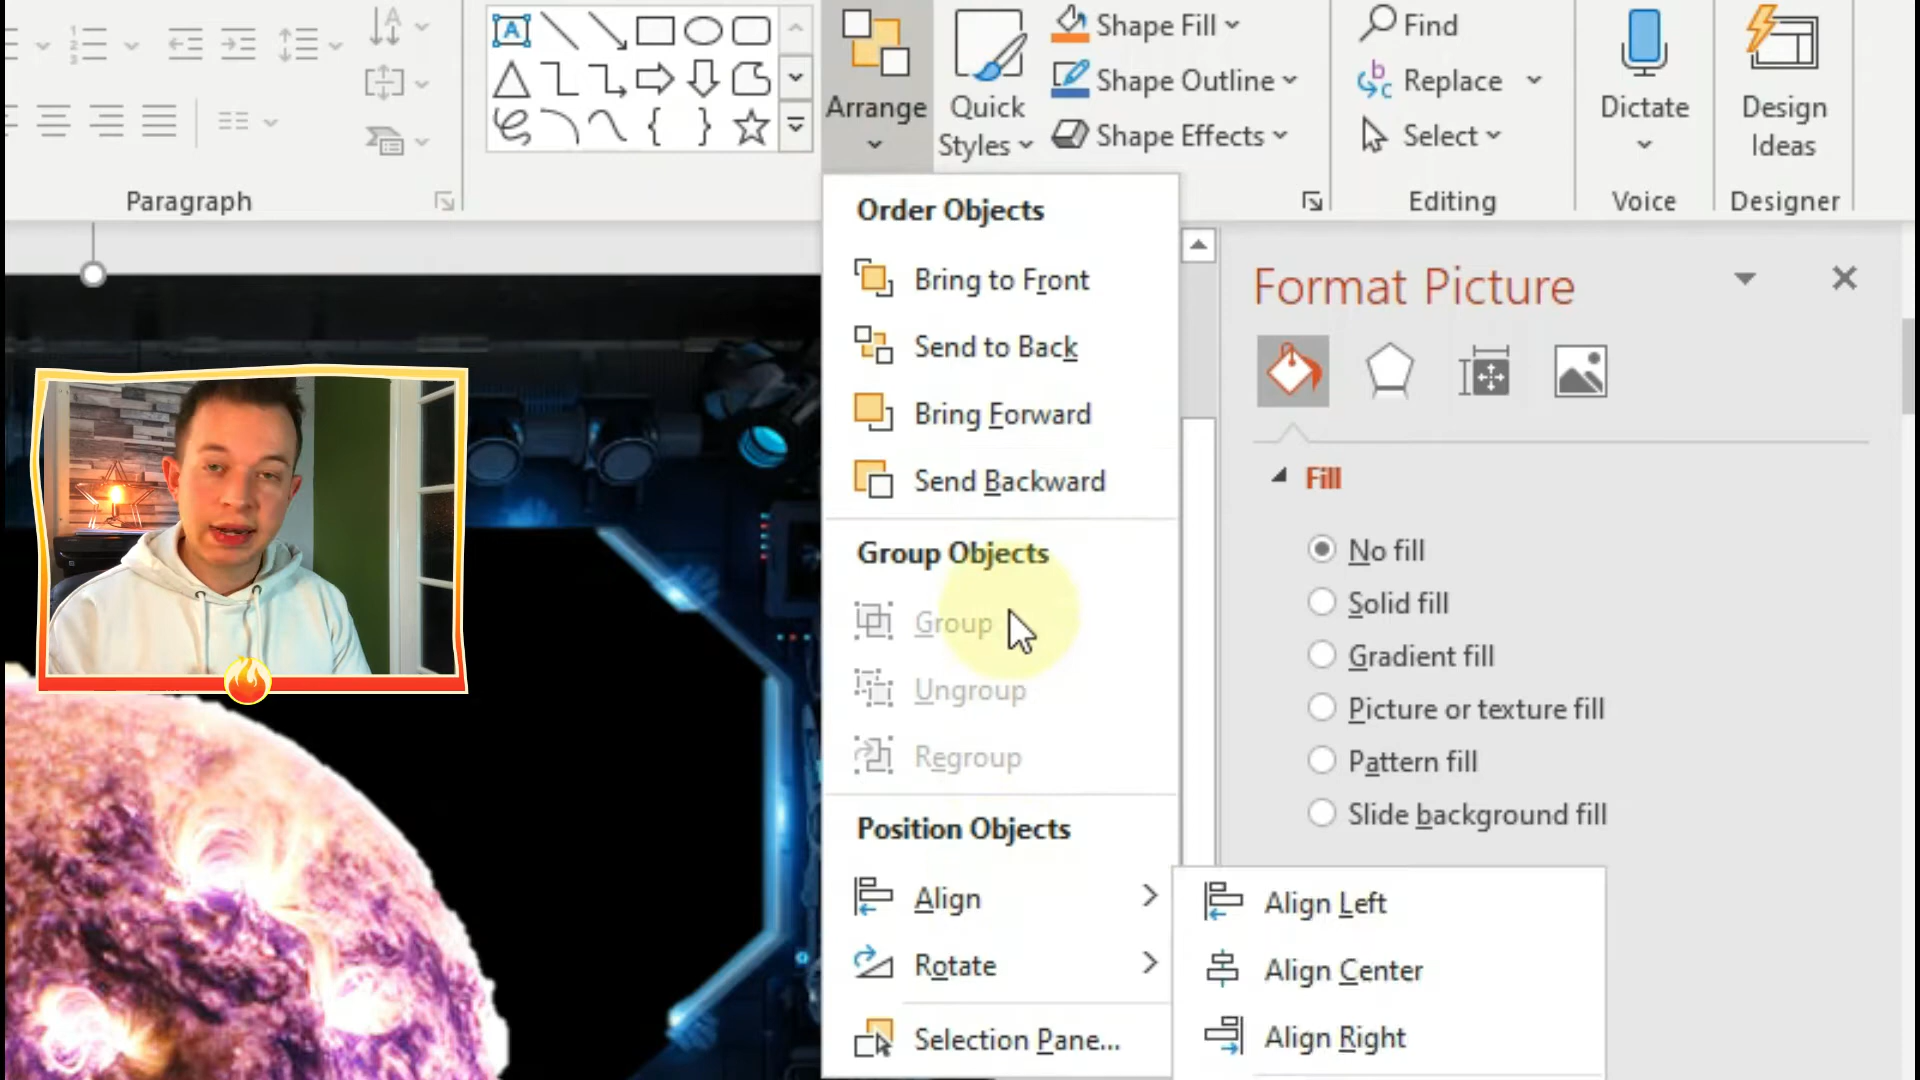 Arrange
Quick
Styles
Shape Fill
Shape Outline
Shape Effects
Find
Replace
Select
Dictate
Design
Ideas
Paragraph
Editing
Voice
Designer
Order Objects
Bring to Front
Send to Back
Bring Forward
Send Backward
Group Objects
Group
Ungroup
Regroup
Position Objects
Align
Rotate
Selection Pane...
Align Left
Align Center
Align Right
Format Picture
Fill
No fill
Solid fill
Gradient fill
Picture or texture fill
Pattern fill
Slide background fill